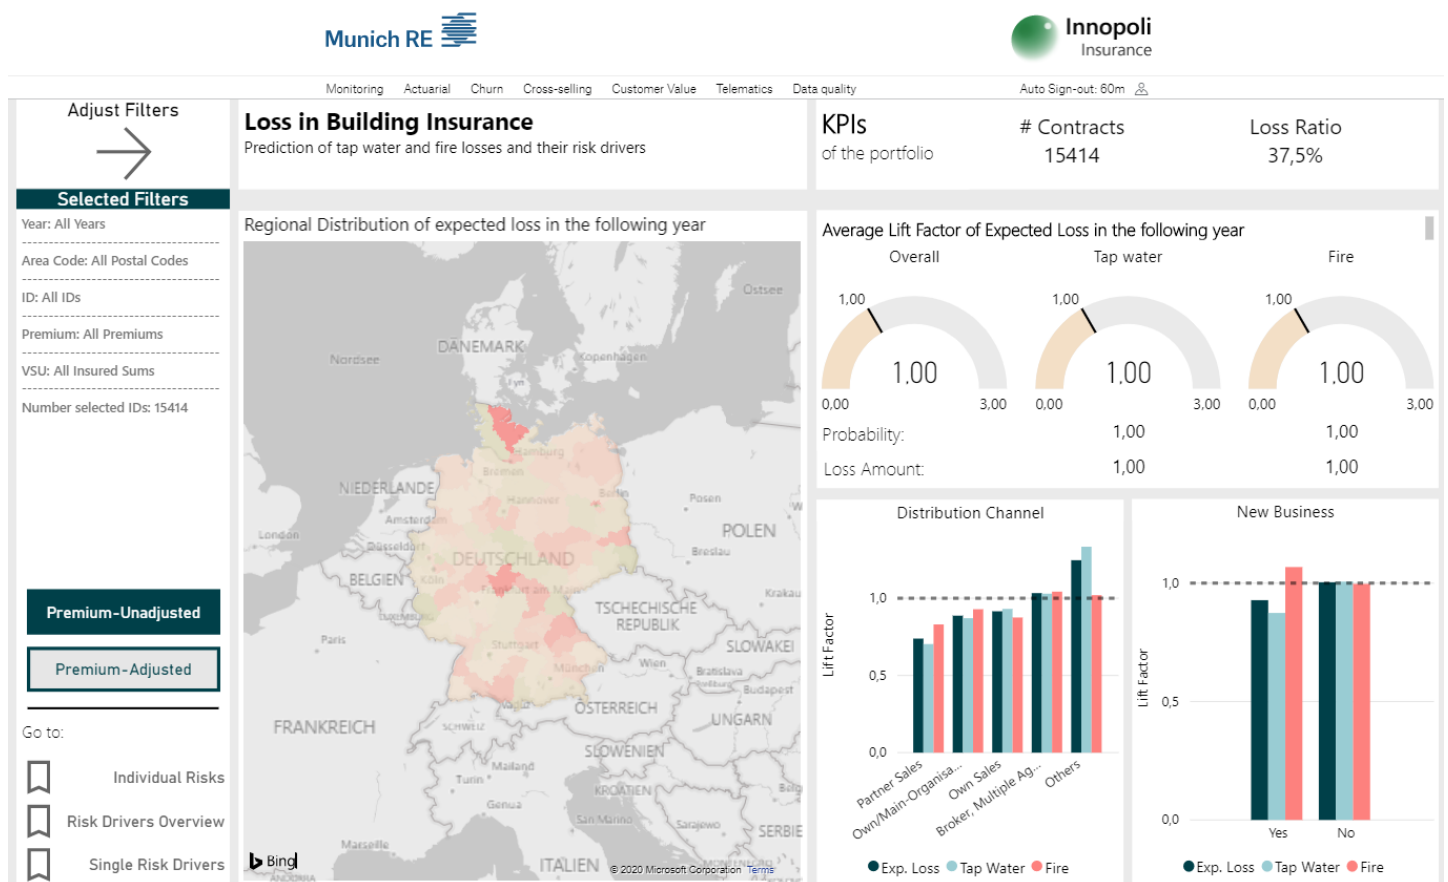 Munich RE
Innopoli
Insurance
Monitoring Actuarial Churn Cross-selling Customer Value Telematics Data quality Auto Sign-out: 60m
Adjust Filters
Selected Filters
Year: All Years
Area Code: All Postal Codes
ID: All IDs
Premium: All Premiums
VSU: All Insured Sums
Number selected IDs: 15414
Premium-Unadjusted
Premium-Adjusted
Go to:
Individual Risks
Risk Drivers Overview
Single Risk Drivers
Loss in Building Insurance
Prediction of tap water and fire losses and their risk drivers
KPIs
of the portfolio
# Contracts
15414
Loss Ratio
37,5%
Regional Distribution of expected loss in the following year
Ostsee
Nordsee
DÄNEMARK
Kopenhagen
Fyn
Hamburg
Bremen
NIEDERLANDE
Hannover
Berlin
Posen
Amsterdam
London
POLEN
Düsseldorf
DEUTSCHLAND
Breslau
BELGIEN
Köln
Frankfurt am Main
Krakau
LUXEMBURG
TSCHECHISCHE
REPUBLIK
Paris
Stuttgart
SLOWAKEI
München
Wien
Bratislava
Budapest
ÖSTERREICH
FRANKREICH
SCHWEIZ
UNGARN
SLOWENIEN
Mailand
Turin
KROATIEN
Genua
San Marino
Sarajevo
SERBIE
Marseille
Bing
ITALIEN
© 2020 Microsoft Corporation Terms
MONTENEGRO
ANDORRA
Average Lift Factor of Expected Loss in the following year
Overall
1,00
1,00
0,00 3,00
Tap water
1,00
1,00
0,00 3,00
Fire
1,00
1,00
0,00 3,00
Probability: 1,00 1,00
Loss Amount: 1,00 1,00
Distribution Channel
Lift Factor
1,0
0,5
0,0
Partner Sales
Own/Main-Organisa...
Own Sales
Broker, Multiple Ag...
Others
Exp. Loss Tap Water Fire
New Business
Lift Factor
1,0
0,5
0,0
Yes No
Exp. Loss Tap Water Fire